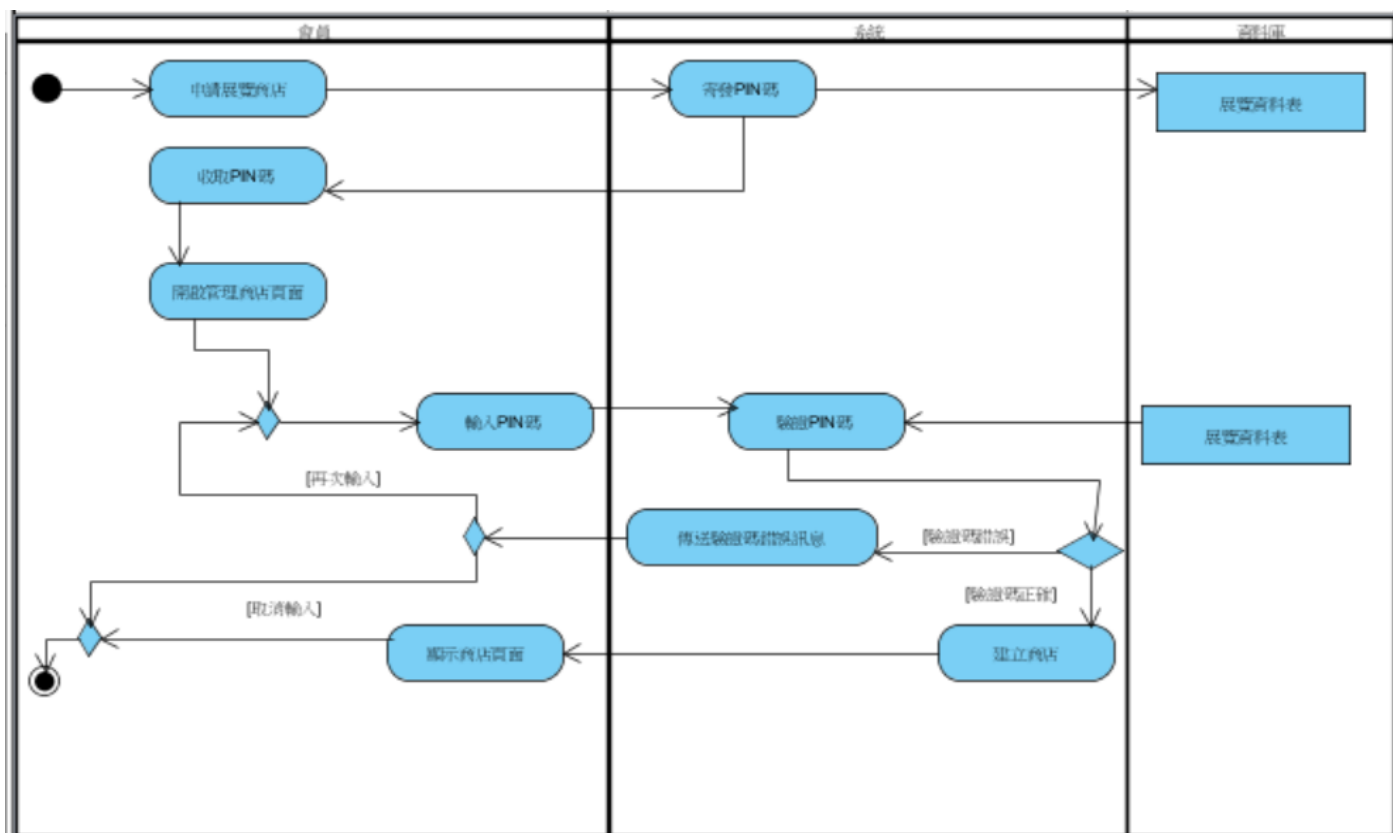 會員
系統
資料庫
申請展覽商店
寄發PIN碼
展覽資料表
收取PIN碼
開啟管理商店頁面
輸入PIN碼
驗證PIN碼
展覽資料表
[再次輸入]
傳送驗證碼錯誤訊息
[驗證碼錯誤]
[驗證碼正確]
[取消輸入]
顯示商店頁面
建立商店